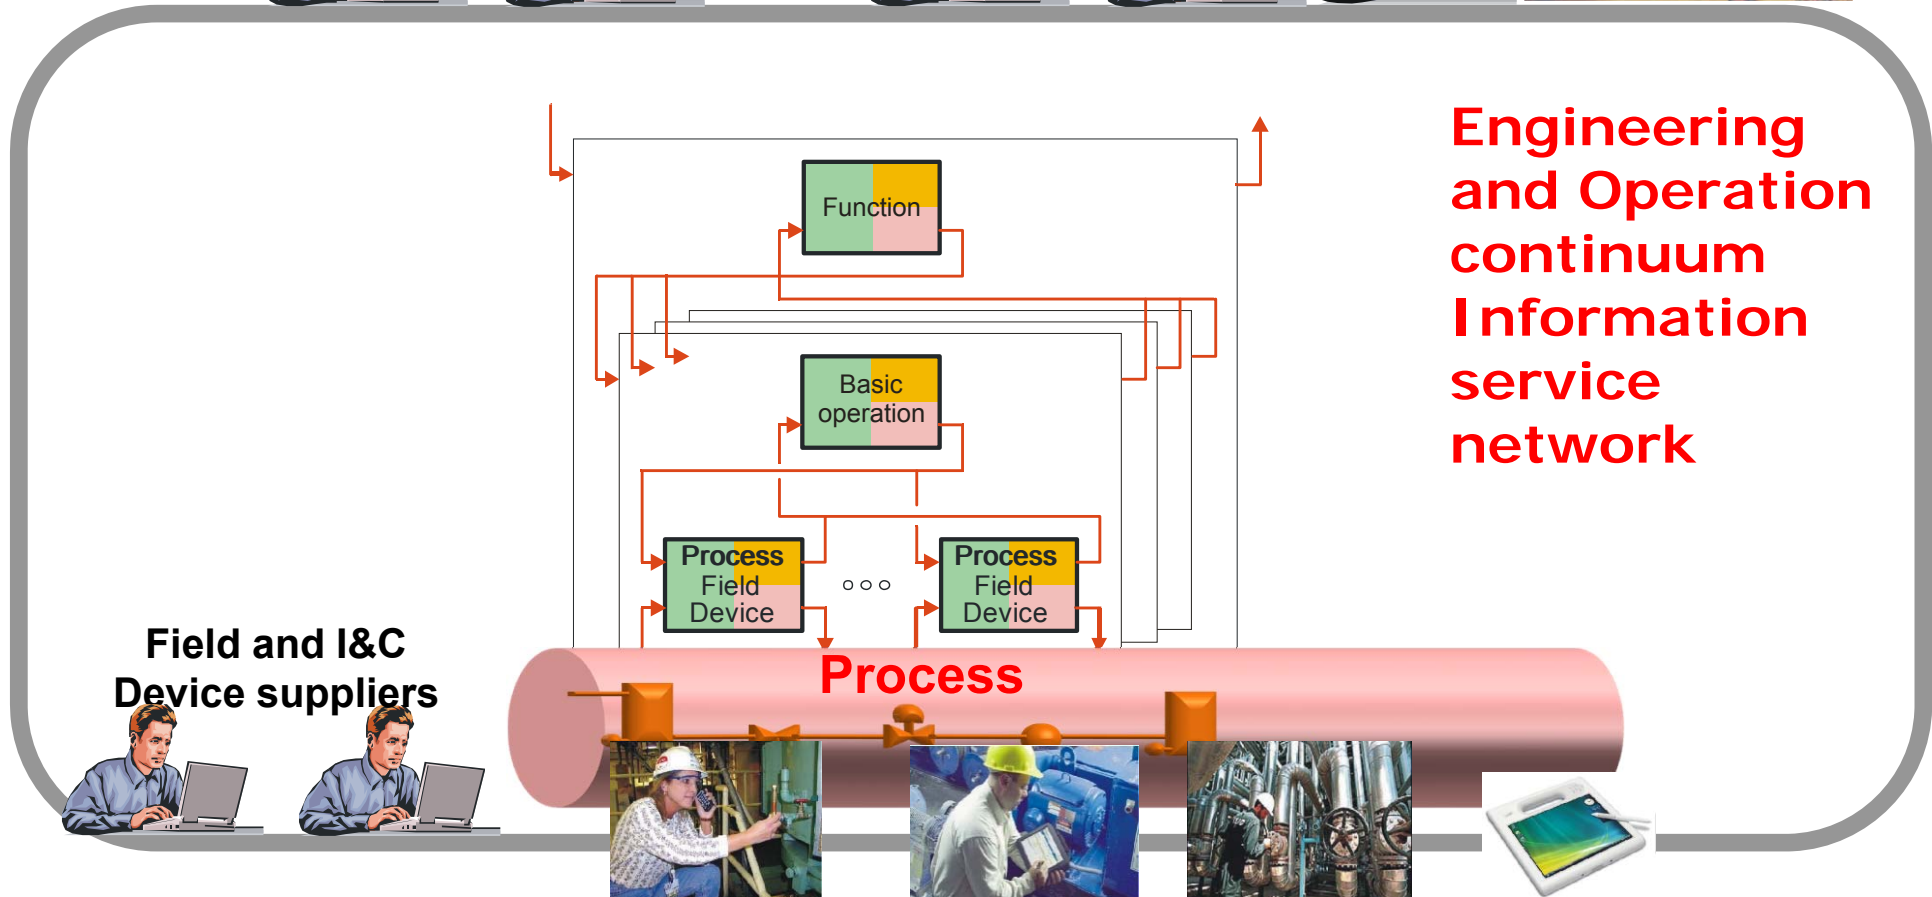 Engineering
and Operation
continuum
Information
service
network
Function
Basic
operation
Process
Field
Device
Process
Field
Device
Field and I&C
Device suppliers
Process